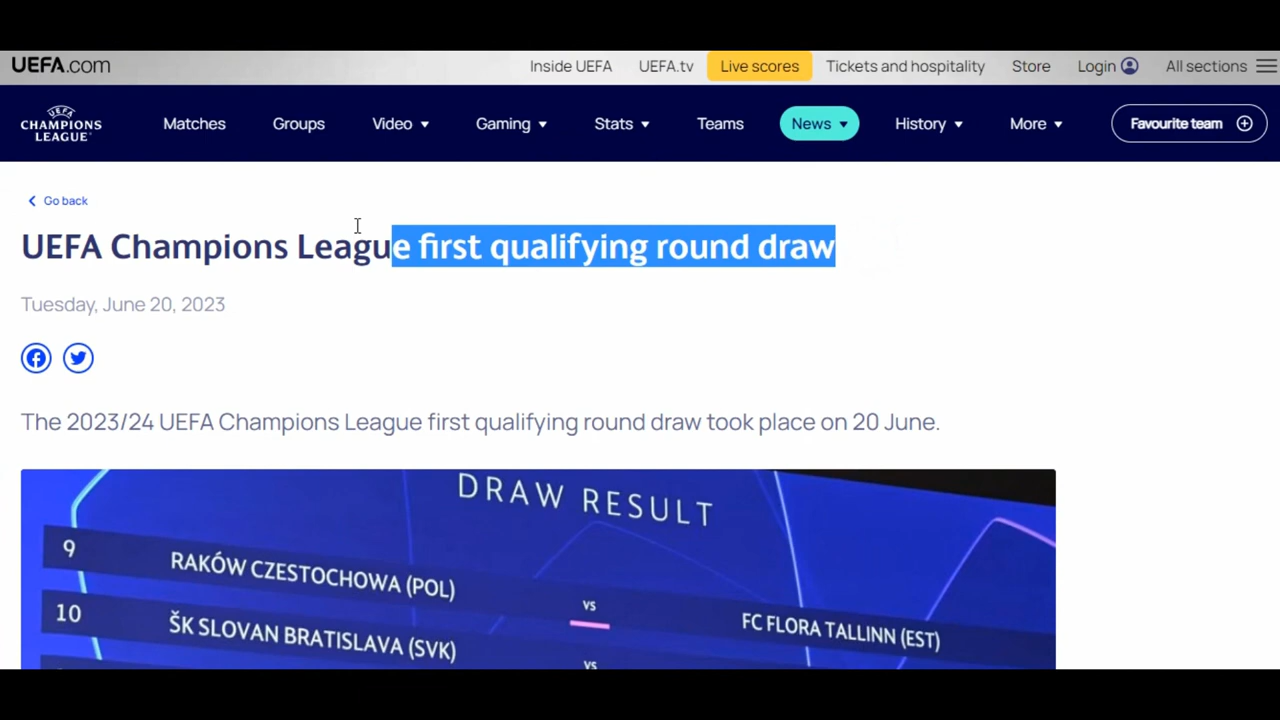 UEFA.com Inside UEFA UEFA.tv Live scores Tickets and hospitality Store Login All sections
UEFA CHAMPIONS LEAGUE Matches Groups Video Gaming Stats Teams News History More Favourite team
Go back
UEFA Champions League first qualifying round draw
Tuesday, June 20, 2023
The 2023/24 UEFA Champions League first qualifying round draw took place on 20 June.
DRAW RESULT
9 RAKÓW CZESTOCHOWA (POL) VS FC FLORA TALLINN (EST)
10 ŠK SLOVAN BRATISLAVA (SVK) VS